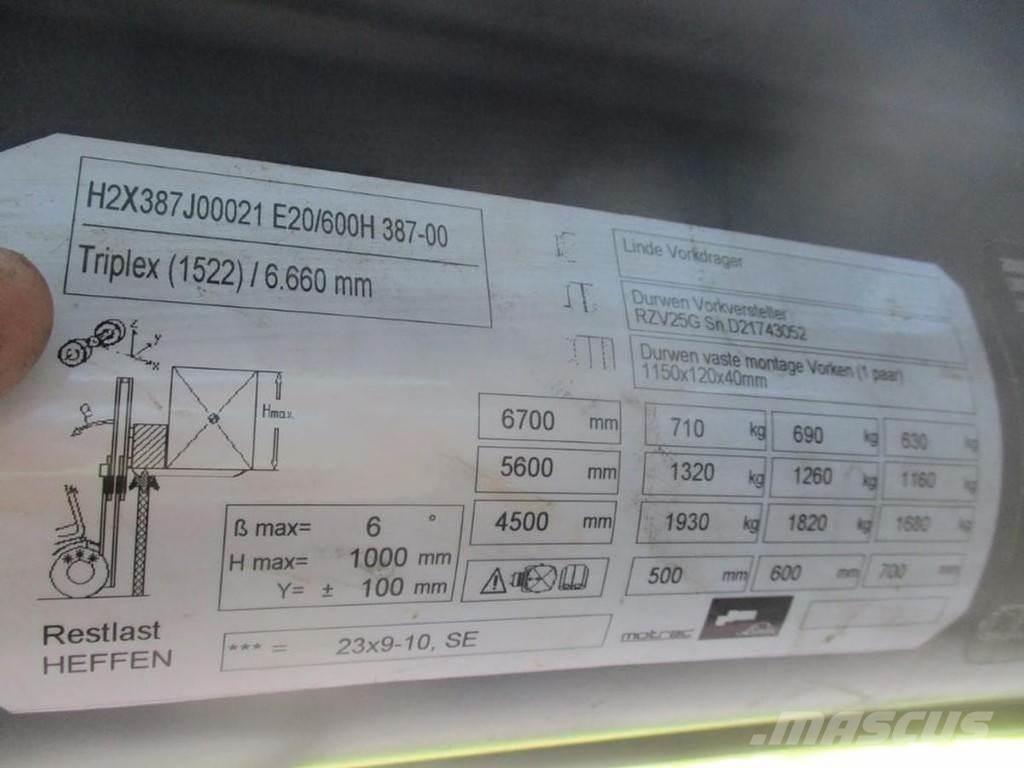 H2X387J00021 E20/600H 387-00
Triplex (1522) / 6.660 mm
Linde Vorkdrager
Durwen Vorkversteller
RZV25G Sn.D21743052
Durwen vaste montage Vorken (1 paar)
1150x120x40mm
Z
Y
X
β
Hmax.
6700 mm 710 kg 690 kg 630 kg
5600 mm 1320 kg 1260 kg 1160 kg
4500 mm 1930 kg 1820 kg 1680 kg
500 mm 600 mm 700 mm
ß max= 6 °
H max= 1000 mm
Y= ± 100 mm
***
Restlast
HEFFEN
*** = 23x9-10, SE
motrac
MASCUS